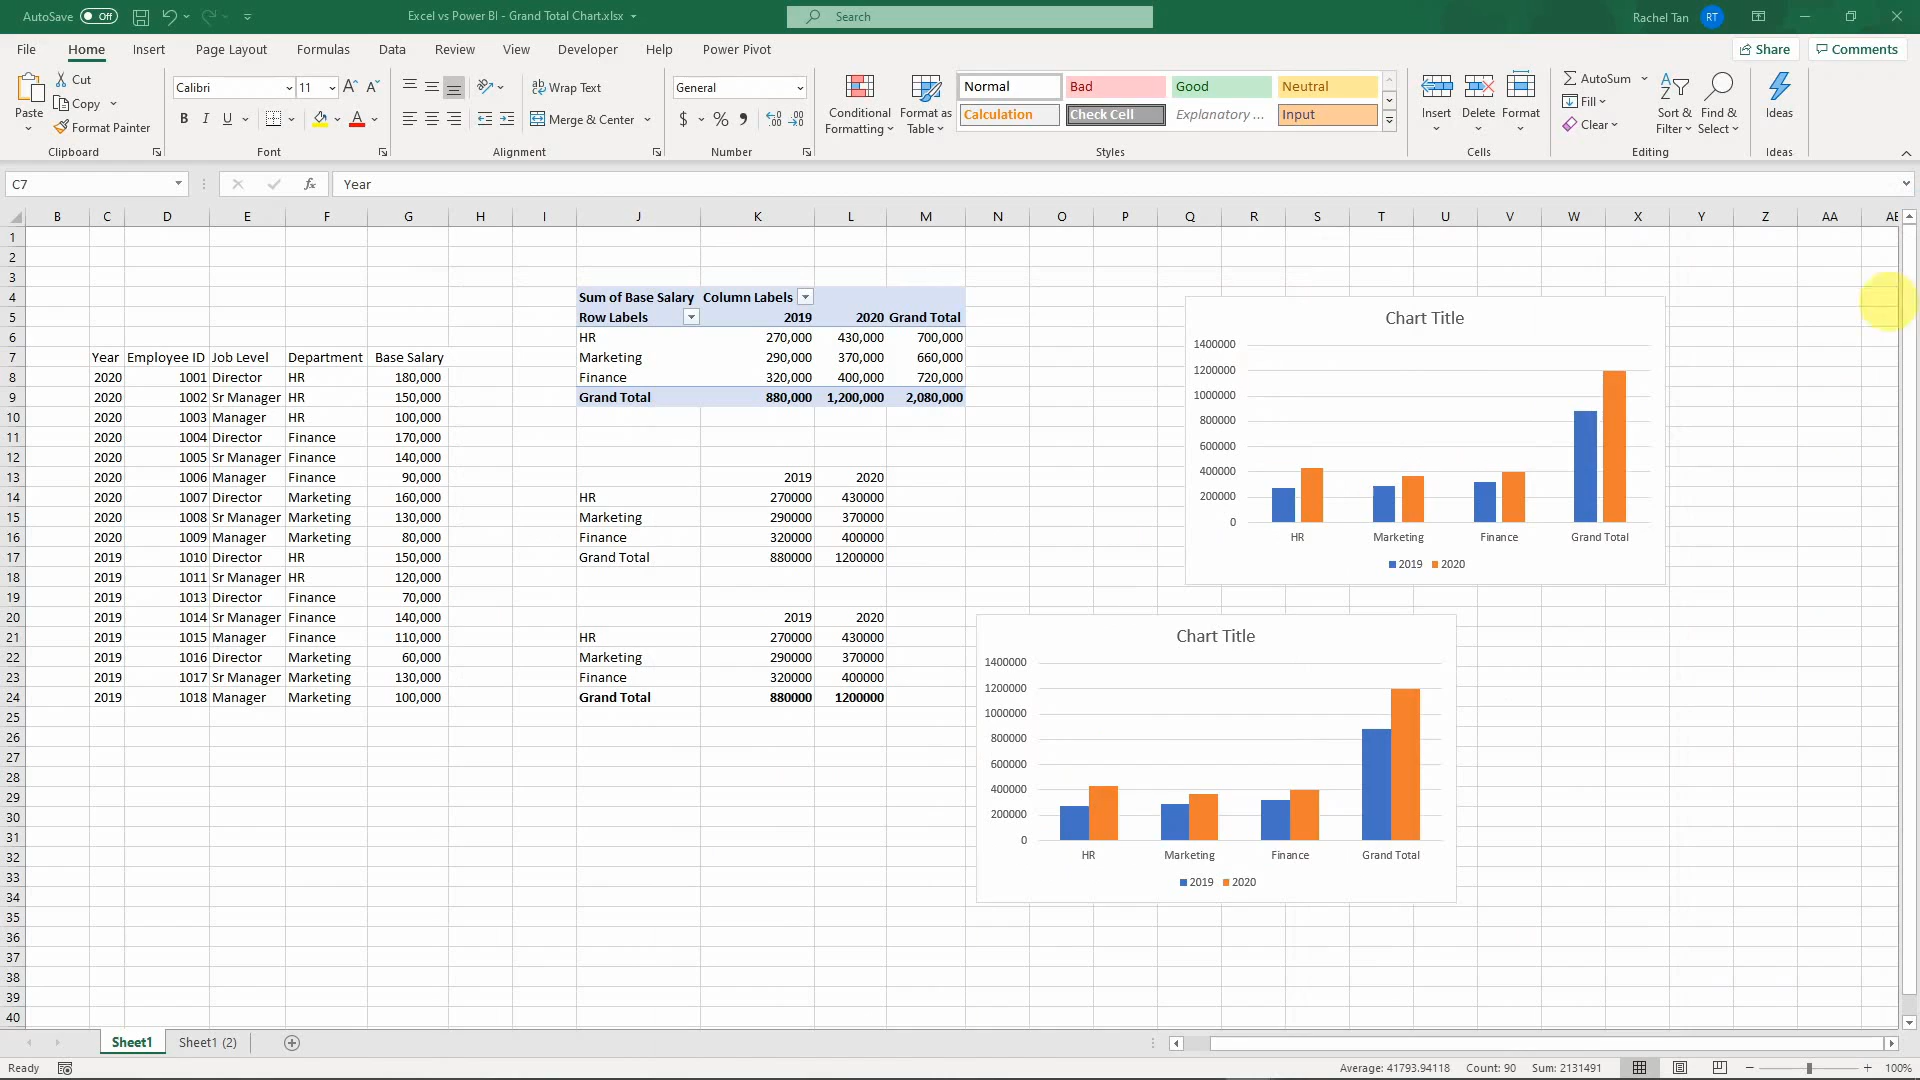 AutoSave Off
Excel vs Power BI - Grand Total Chart.xlsx
Search
Rachel Tan RT
File Home Insert Page Layout Formulas Data Review View Developer Help Power Pivot
Share Comments
Paste
Cut
Copy
Format Painter
Clipboard
Calibri 11
B I U
Font
Wrap Text
Merge & Center
Alignment
General
$ % ,
Number
Conditional Formatting
Format as Table
Normal Bad Good Neutral
Calculation Check Cell Explanatory ... Input
Styles
Insert Delete Format
Cells
AutoSum
Fill
Clear
Sort & Filter
Find & Select
Editing
Ideas
Ideas
C7 fx Year
B C D E F G H I J K L M N O P Q R S T U V W X Y Z AA
1
2
3
4 Sum of Base Salary Column Labels
5 Row Labels 2019 2020 Grand Total
6 HR 270,000 430,000 700,000
7 Year Employee ID Job Level Department Base Salary Marketing 290,000 370,000 660,000
8 2020 1001 Director HR 180,000 Finance 320,000 400,000 720,000
9 2020 1002 Sr Manager HR 150,000 Grand Total 880,000 1,200,000 2,080,000
10 2020 1003 Manager HR 100,000
11 2020 1004 Director Finance 170,000
12 2020 1005 Sr Manager Finance 140,000
13 2020 1006 Manager Finance 90,000 2019 2020
14 2020 1007 Director Marketing 160,000 HR 270000 430000
15 2020 1008 Sr Manager Marketing 130,000 Marketing 290000 370000
16 2020 1009 Manager Marketing 80,000 Finance 320000 400000
17 2019 1010 Director HR 150,000 Grand Total 880000 1200000
18 2019 1011 Sr Manager HR 120,000
19 2019 1013 Director Finance 70,000
20 2019 1014 Sr Manager Finance 140,000 2019 2020
21 2019 1015 Manager Finance 110,000 HR 270000 430000
22 2019 1016 Director Marketing 60,000 Marketing 290000 370000
23 2019 1017 Sr Manager Marketing 130,000 Finance 320000 400000
24 2019 1018 Manager Marketing 100,000 Grand Total 880000 1200000
25
26
27
28
29
30
31
32
33
34
35
36
37
38
39
40
Chart Title
1400000
1200000
1000000
800000
600000
400000
200000
0
HR Marketing Finance Grand Total
2019 2020
Chart Title
1400000
1200000
1000000
800000
600000
400000
200000
0
HR Marketing Finance Grand Total
2019 2020
Sheet1 Sheet1 (2)
Ready
Average: 41793.94118 Count: 90 Sum: 2131491
100%